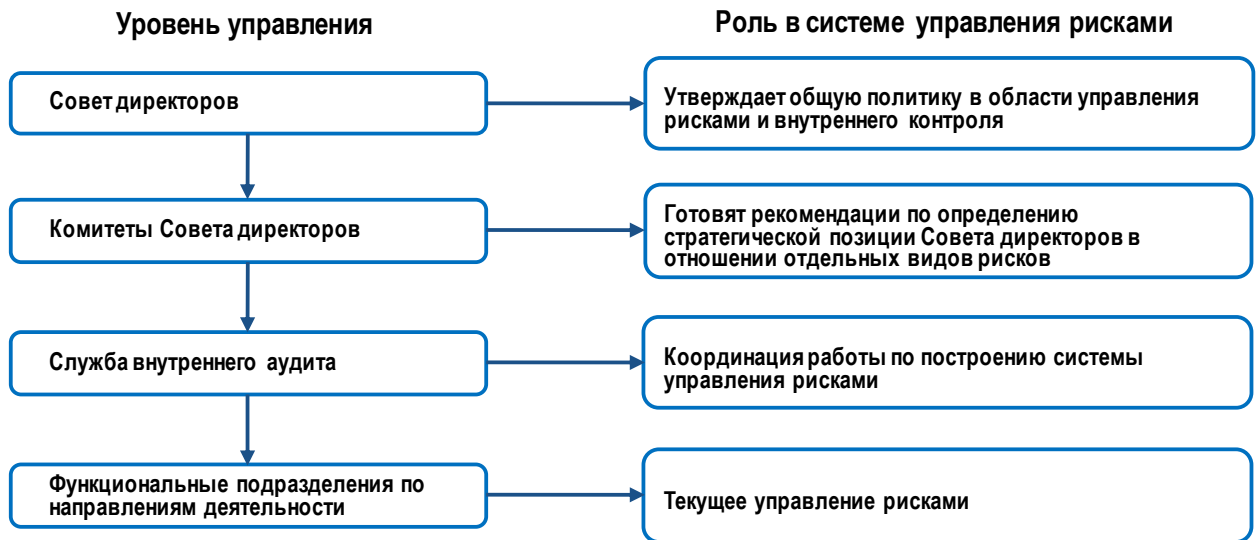 Уровень управления
Роль в системе управления рисками
Совет директоров
Утверждает общую политику в области управления
рисками и внутреннего контроля
Комитеты Совета директоров
Готовят рекомендации по определению
стратегической позиции Совета директоров в
отношении отдельных видов рисков
Служба внутреннего аудита
Координация работы по построению системы
управления рисками
Функциональные подразделения по
направлениям деятельности
Текущее управление рисками